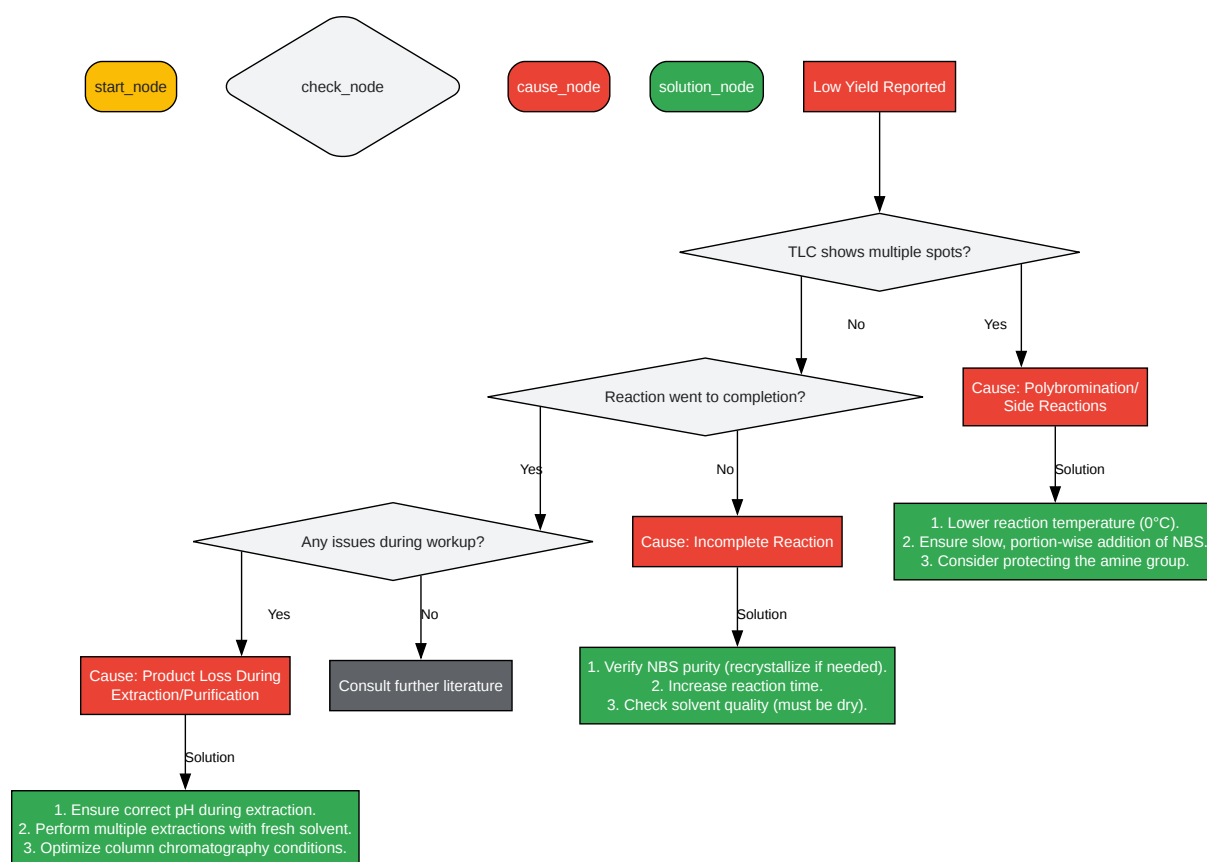 start_node
check_node
cause_node
solution_node
Low Yield Reported
TLC shows multiple spots?
No
Yes
Reaction went to completion?
Cause: Polybromination/
Side Reactions
Yes
No
Solution
1. Lower reaction temperature (0°C).
2. Ensure slow, portion-wise addition of NBS.
3. Consider protecting the amine group.
Any issues during workup?
Cause: Incomplete Reaction
Yes
No
Solution
Cause: Product Loss During
Extraction/Purification
Consult further literature
1. Verify NBS purity (recrystallize if needed).
2. Increase reaction time.
3. Check solvent quality (must be dry).
Solution
1. Ensure correct pH during extraction.
2. Perform multiple extractions with fresh solvent.
3. Optimize column chromatography conditions.